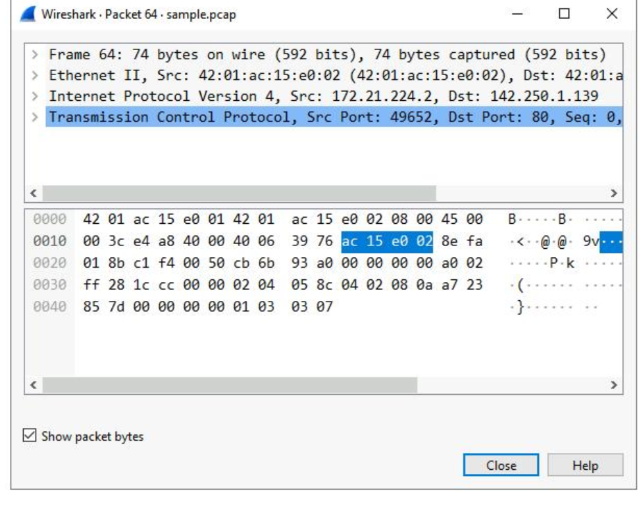 Wireshark · Packet 64 · sample.pcap
> Frame 64: 74 bytes on wire (592 bits), 74 bytes captured (592 bits)
> Ethernet II, Src: 42:01:ac:15:e0:02 (42:01:ac:15:e0:02), Dst: 42:01:a
> Internet Protocol Version 4, Src: 172.21.224.2, Dst: 142.250.1.139
> Transmission Control Protocol, Src Port: 49652, Dst Port: 80, Seq: 0,
0000 42 01 ac 15 e0 01 42 01 ac 15 e0 02 08 00 45 00 B·····B· ·····
0010 00 3c e4 a8 40 00 40 06 39 76 ac 15 e0 02 8e fa ·<··@·@· 9v···
0020 01 8b c1 f4 00 50 cb 6b 93 a0 00 00 00 00 a0 02 ·····P·k ·····
0030 ff 28 1c cc 00 00 02 04 05 8c 04 02 08 0a a7 23 ·(······ ·····
0040 85 7d 00 00 00 00 01 03 03 07 ·}······ ··
Show packet bytes
Close Help